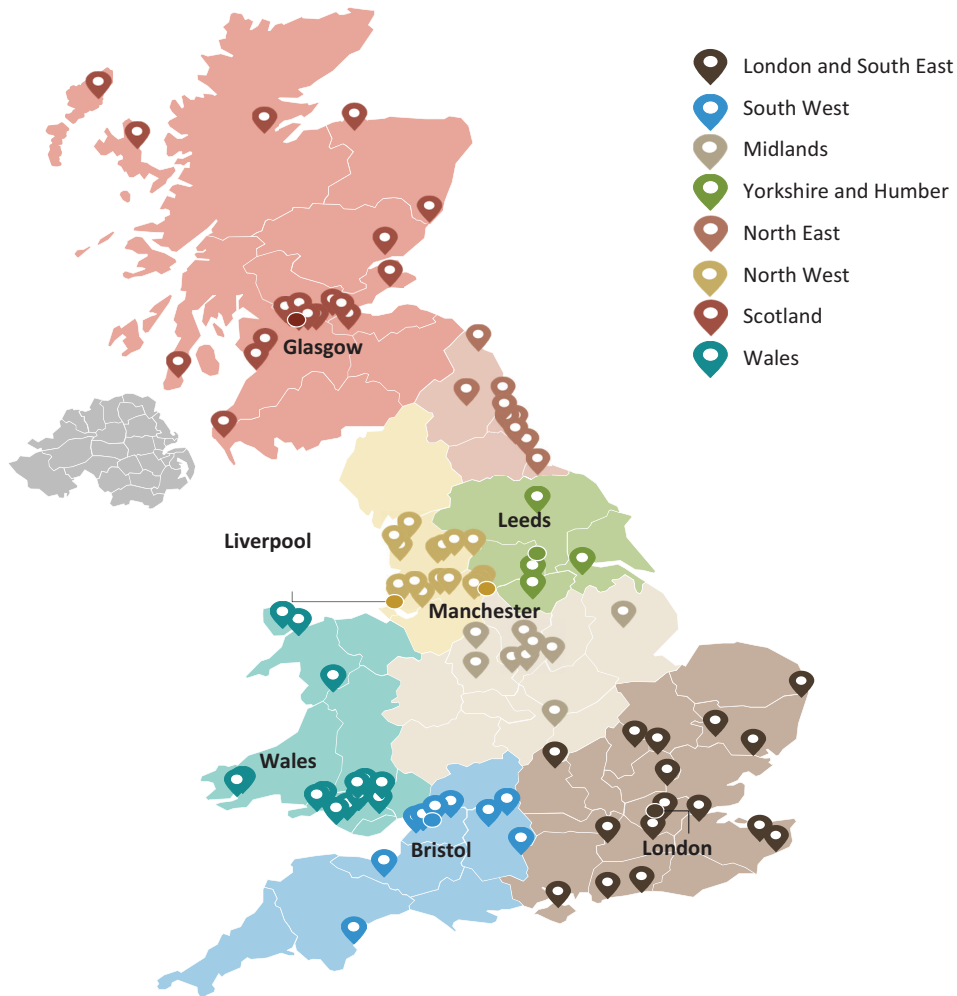 London and South East
South West
Midlands
Yorkshire and Humber
North East
North West
Scotland
Wales
Glasgow
Leeds
Liverpool
Manchester
Wales
Bristol
London